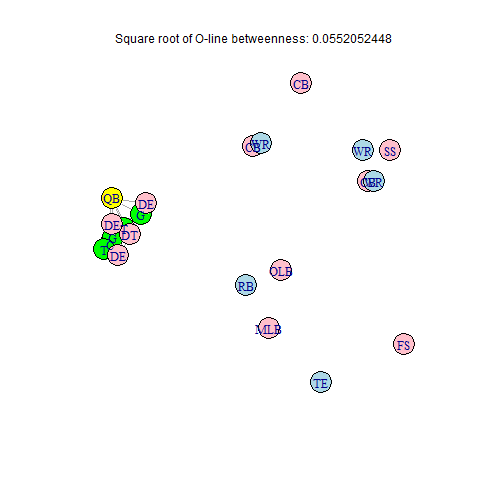 Square root of O-line betweenness: 0.0552052448
CB
CB
WR
WR
SS
WR
QB
DE
G
DE
T
DT
G
T
DE
OLB
RB
MLB
FS
TE